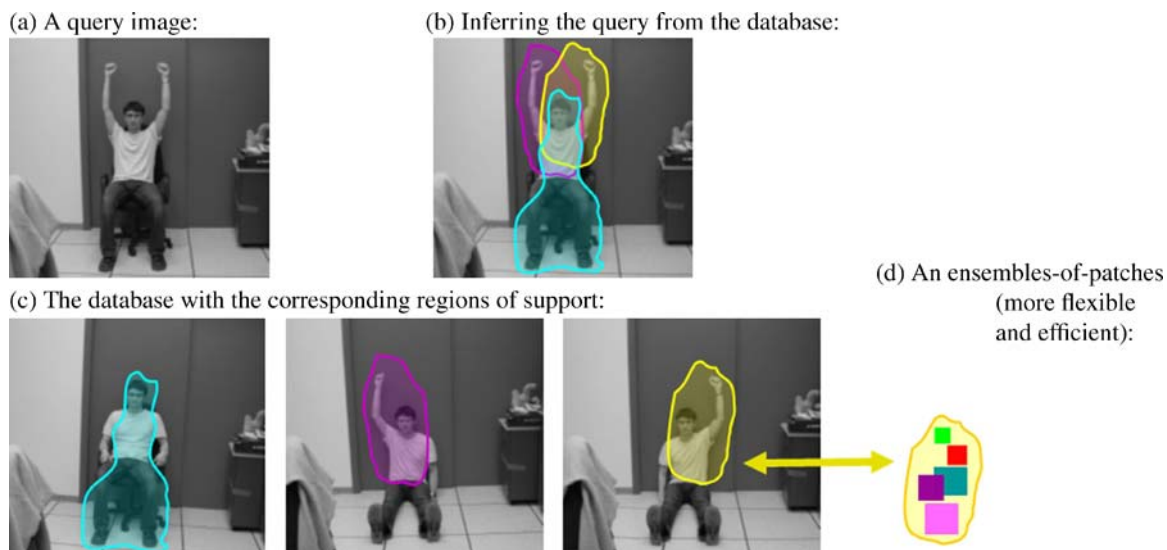 (a) A query image:
(b) Inferring the query from the database:
(c) The database with the corresponding regions of support:
(d) An ensembles-of-patches
(more flexible
and efficient):